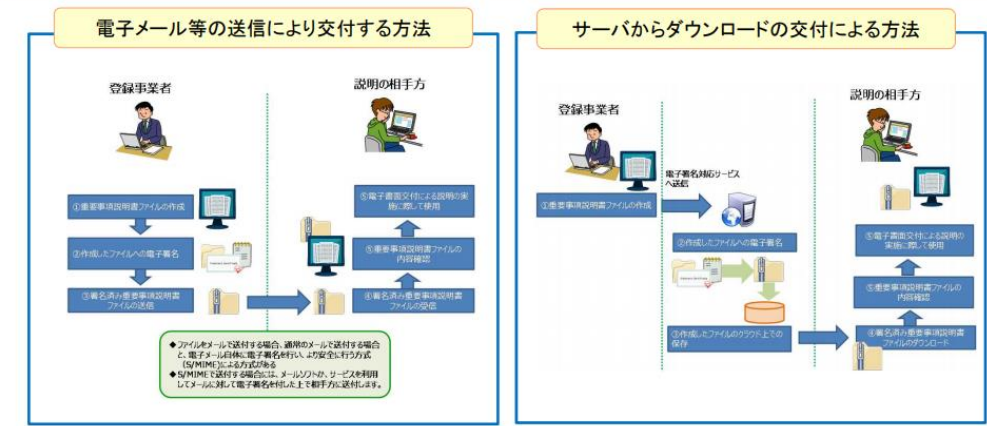 電子メール等の送信により交付する方法
登録事業者
説明の相手方
①重要事項説明書ファイルの作成
②作成したファイルへの電子署名
③署名済み重要事項説明書
ファイルの送信
④署名済み重要事項説明書
ファイルの受信
⑤重要事項説明書ファイルの
内容確認
⑤電子書面交付による説明の実
施に際して使用
◆ファイルをメールで送付する場合、通常のメールで送付する場合
と、電子メール自体に電子署名を行い、より安全に行う方式
(S/MIME)による方式がある
◆S/MIMEで送付する場合には、メールソフトか、サービスを利用
してメールに対して電子署名を付した上で相手方に送付します。
サーバからダウンロードの交付による方法
登録事業者
説明の相手方
①重要事項説明書ファイルの作成
電子署名対応サービス
へ送信
②作成したファイルへの電子署名
③作成したファイルのクラウド上での
保存
④署名済み重要事項説明書
ファイルのダウンロード
⑤重要事項説明書ファイルの
内容確認
⑤電子書面交付による説明の
実施に際して使用